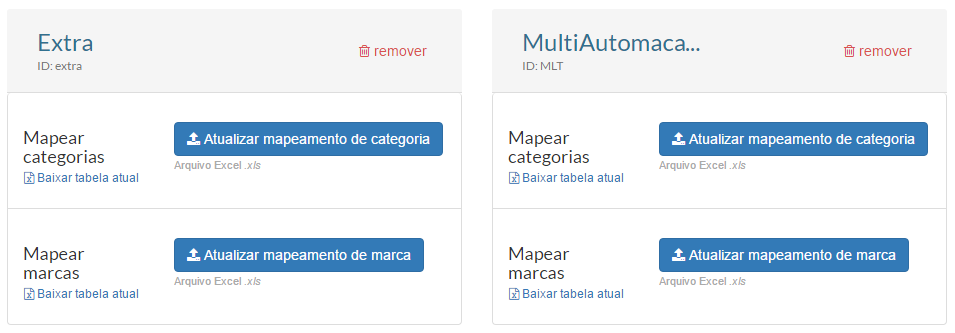 Extra
remover
ID: extra
Mapear
categorias
Baixar tabela atual
Atualizar mapeamento de categoria
Arquivo Excel .xls
Mapear
marcas
Baixar tabela atual
Atualizar mapeamento de marca
Arquivo Excel .xls
MultiAutomaca...
remover
ID: MLT
Mapear
categorias
Baixar tabela atual
Atualizar mapeamento de categoria
Arquivo Excel .xls
Mapear
marcas
Baixar tabela atual
Atualizar mapeamento de marca
Arquivo Excel .xls